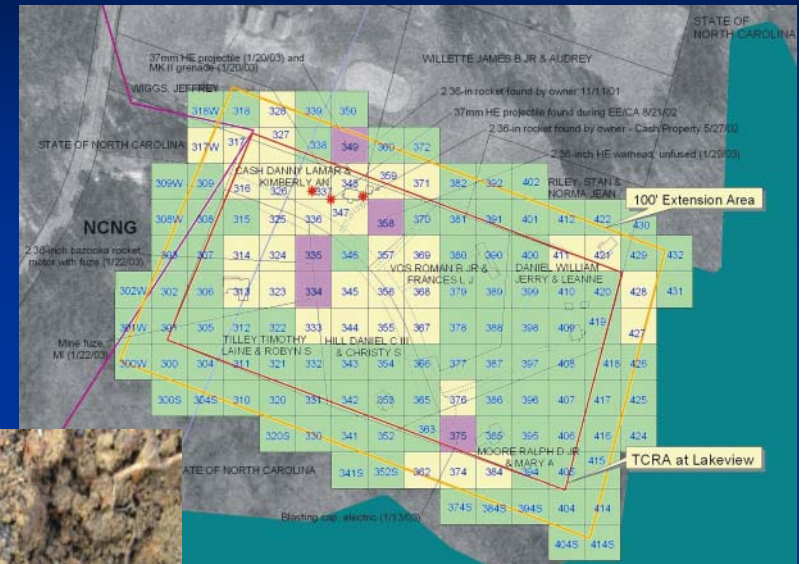 STATE OF
NORTH CAROLINA
37mm HE projectile (1/20/03) and
MK II grenade (1/20/03)
WILLETTE JAMES B JR & AUDREY
WIGGS, JEFFREY
2.36-in rocket found by owner 11/11/01
318W 318 328 339 350
37mm HE projectile found during EE/CA 8/21/02
2.36-in rocket found by owner - Cash Property 5/27/02
STATE OF NORTH CAROLINA
317W 317 327 338 349 360 372
2.36-inch HE warhead, unfused (1/29/03)
CASH DANNY LAMAR &
KIMBERLY AN
309W 309 316 326 337 348 359 371 382 392 402
RILEY, STAN &
NORMA JEAN
100' Extension Area
NCNG
308W 308 315 325 336 347 358 370 381 391 401 412 422 430
2.36-inch bazooka rocket,
motor with fuze (1/22/03)
307 314 324 335 346 357 369 380 390 400 411 421 429 432
VOS ROMAN B JR &
FRANCES L J
DANIEL WILLIAM
JERRY & LEANNE
302W 302 306 313 323 334 345 356 368 379 389 399 410 420 428 431
301W 301 305 312 322 333 344 355 367 378 388 398 409 419 427
Mine fuze,
MI (1/22/03)
TILLEY TIMOTHY
LAINE & ROBYN S
HILL DANIEL C III
& CHRISTY S
300W 300 304 311 321 332 343 354 366 377 387 397 408 418 426
300S 304S 310 320 331 342 353 365 376 386 396 407 417 425
320S 330 341 352 363 375 385 395 406 416 424
MOORE RALPH D JR
& MARY A
STATE OF NORTH CAROLINA
341S 352S 362 374 384 394 405 415
TCRA at Lakeview
374S 384S 394S 404 414
Blasting cap, electric (1/13/03)
404S 414S